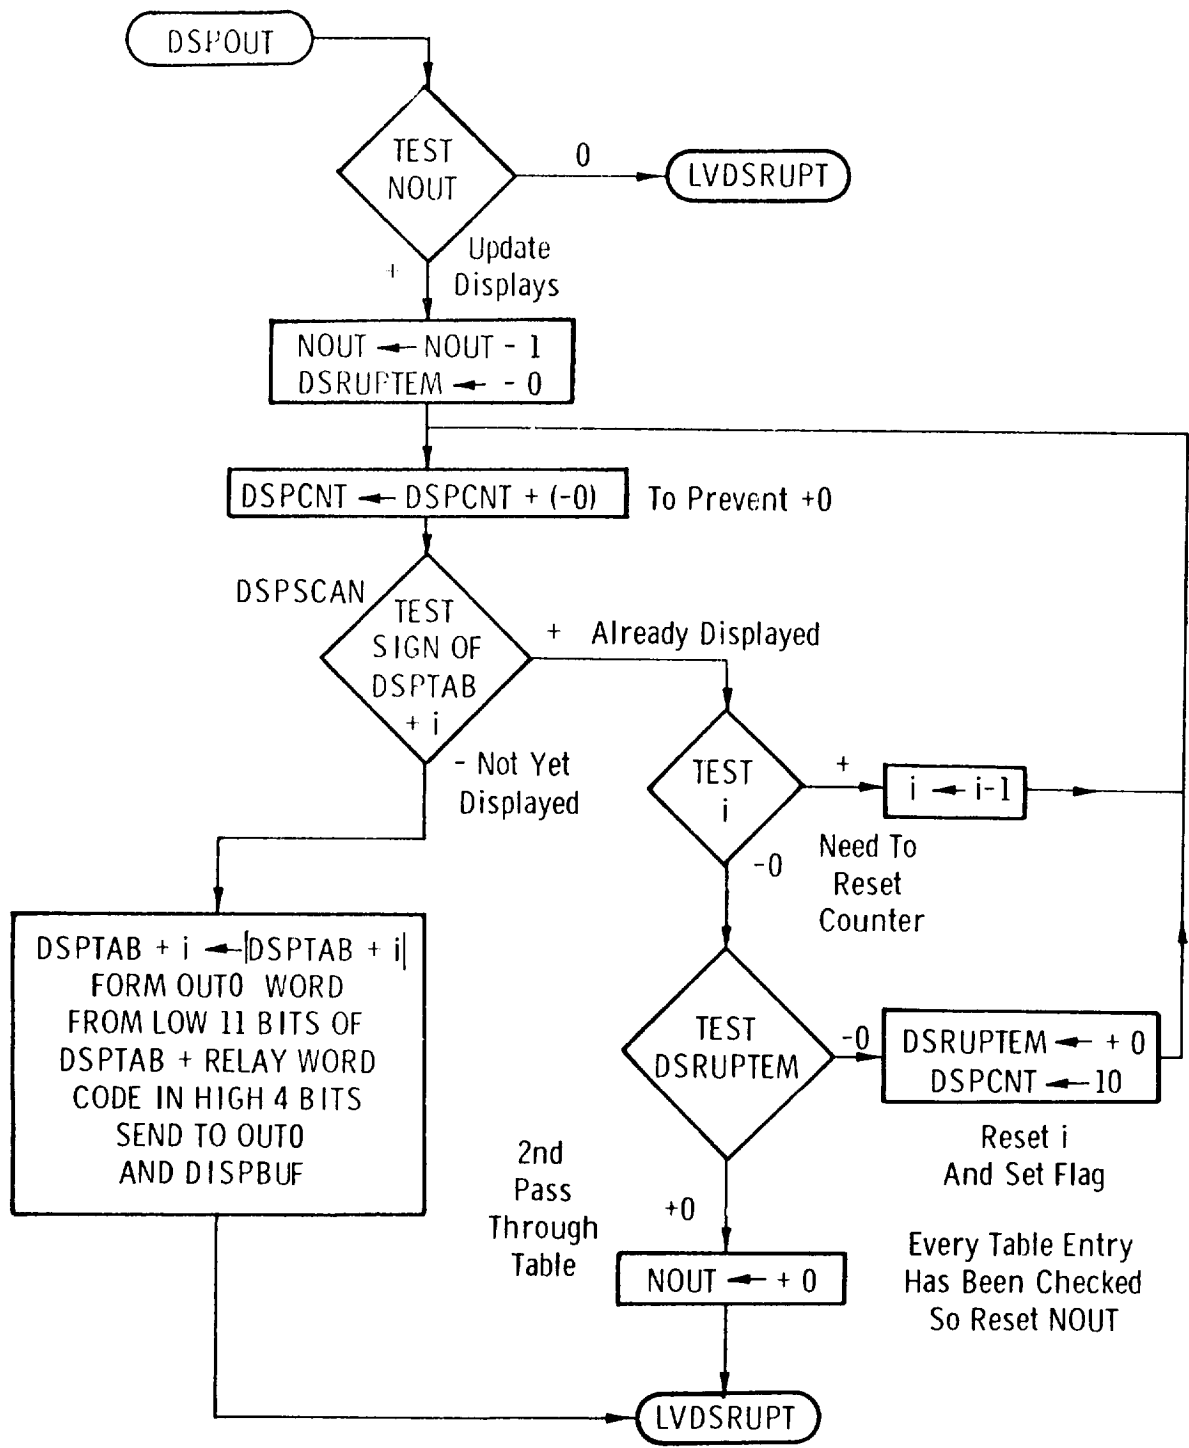 DSPOUT
TEST
NOUT
0
LVDSRUPT
+
Update
Displays
NOUT ← NOUT - 1
DSRUPTEM ← - 0
DSPCNT ← DSPCNT + (-0)
To Prevent +0
DSPSCAN
TEST
SIGN OF
DSPTAB
+ i
+ Already Displayed
- Not Yet
Displayed
TEST
i
+
i ← i-1
-0
Need To
Reset
Counter
DSPTAB + i ← |DSPTAB + i|
FORM OUT0 WORD
FROM LOW 11 BITS OF
DSPTAB + RELAY WORD
CODE IN HIGH 4 BITS
SEND TO OUT0
AND DISPBUF
TEST
DSRUPTEM
-0
DSRUPTEM ← + 0
DSPCNT ← 10
Reset i
And Set Flag
2nd
Pass
Through
Table
+0
NOUT ← + 0
Every Table Entry
Has Been Checked
So Reset NOUT
LVDSRUPT